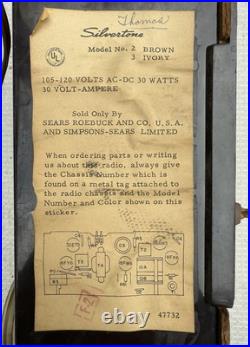 Thomas
Silvertone
UL
Model No. 2 BROWN
3 IVORY
105-120 VOLTS AC-DC 30 WATTS
30 VOLT-AMPERE
Sold Only By
SEARS ROEBUCK AND CO, U.S.A.
AND SIMPSONS-SEARS LIMITED
When ordering parts or writing us
about this radio, always give
the Chassis Number which is
found on a metal tag attached to
the radio chassis and the Model
Number and Color shown on this
sticker.
47732